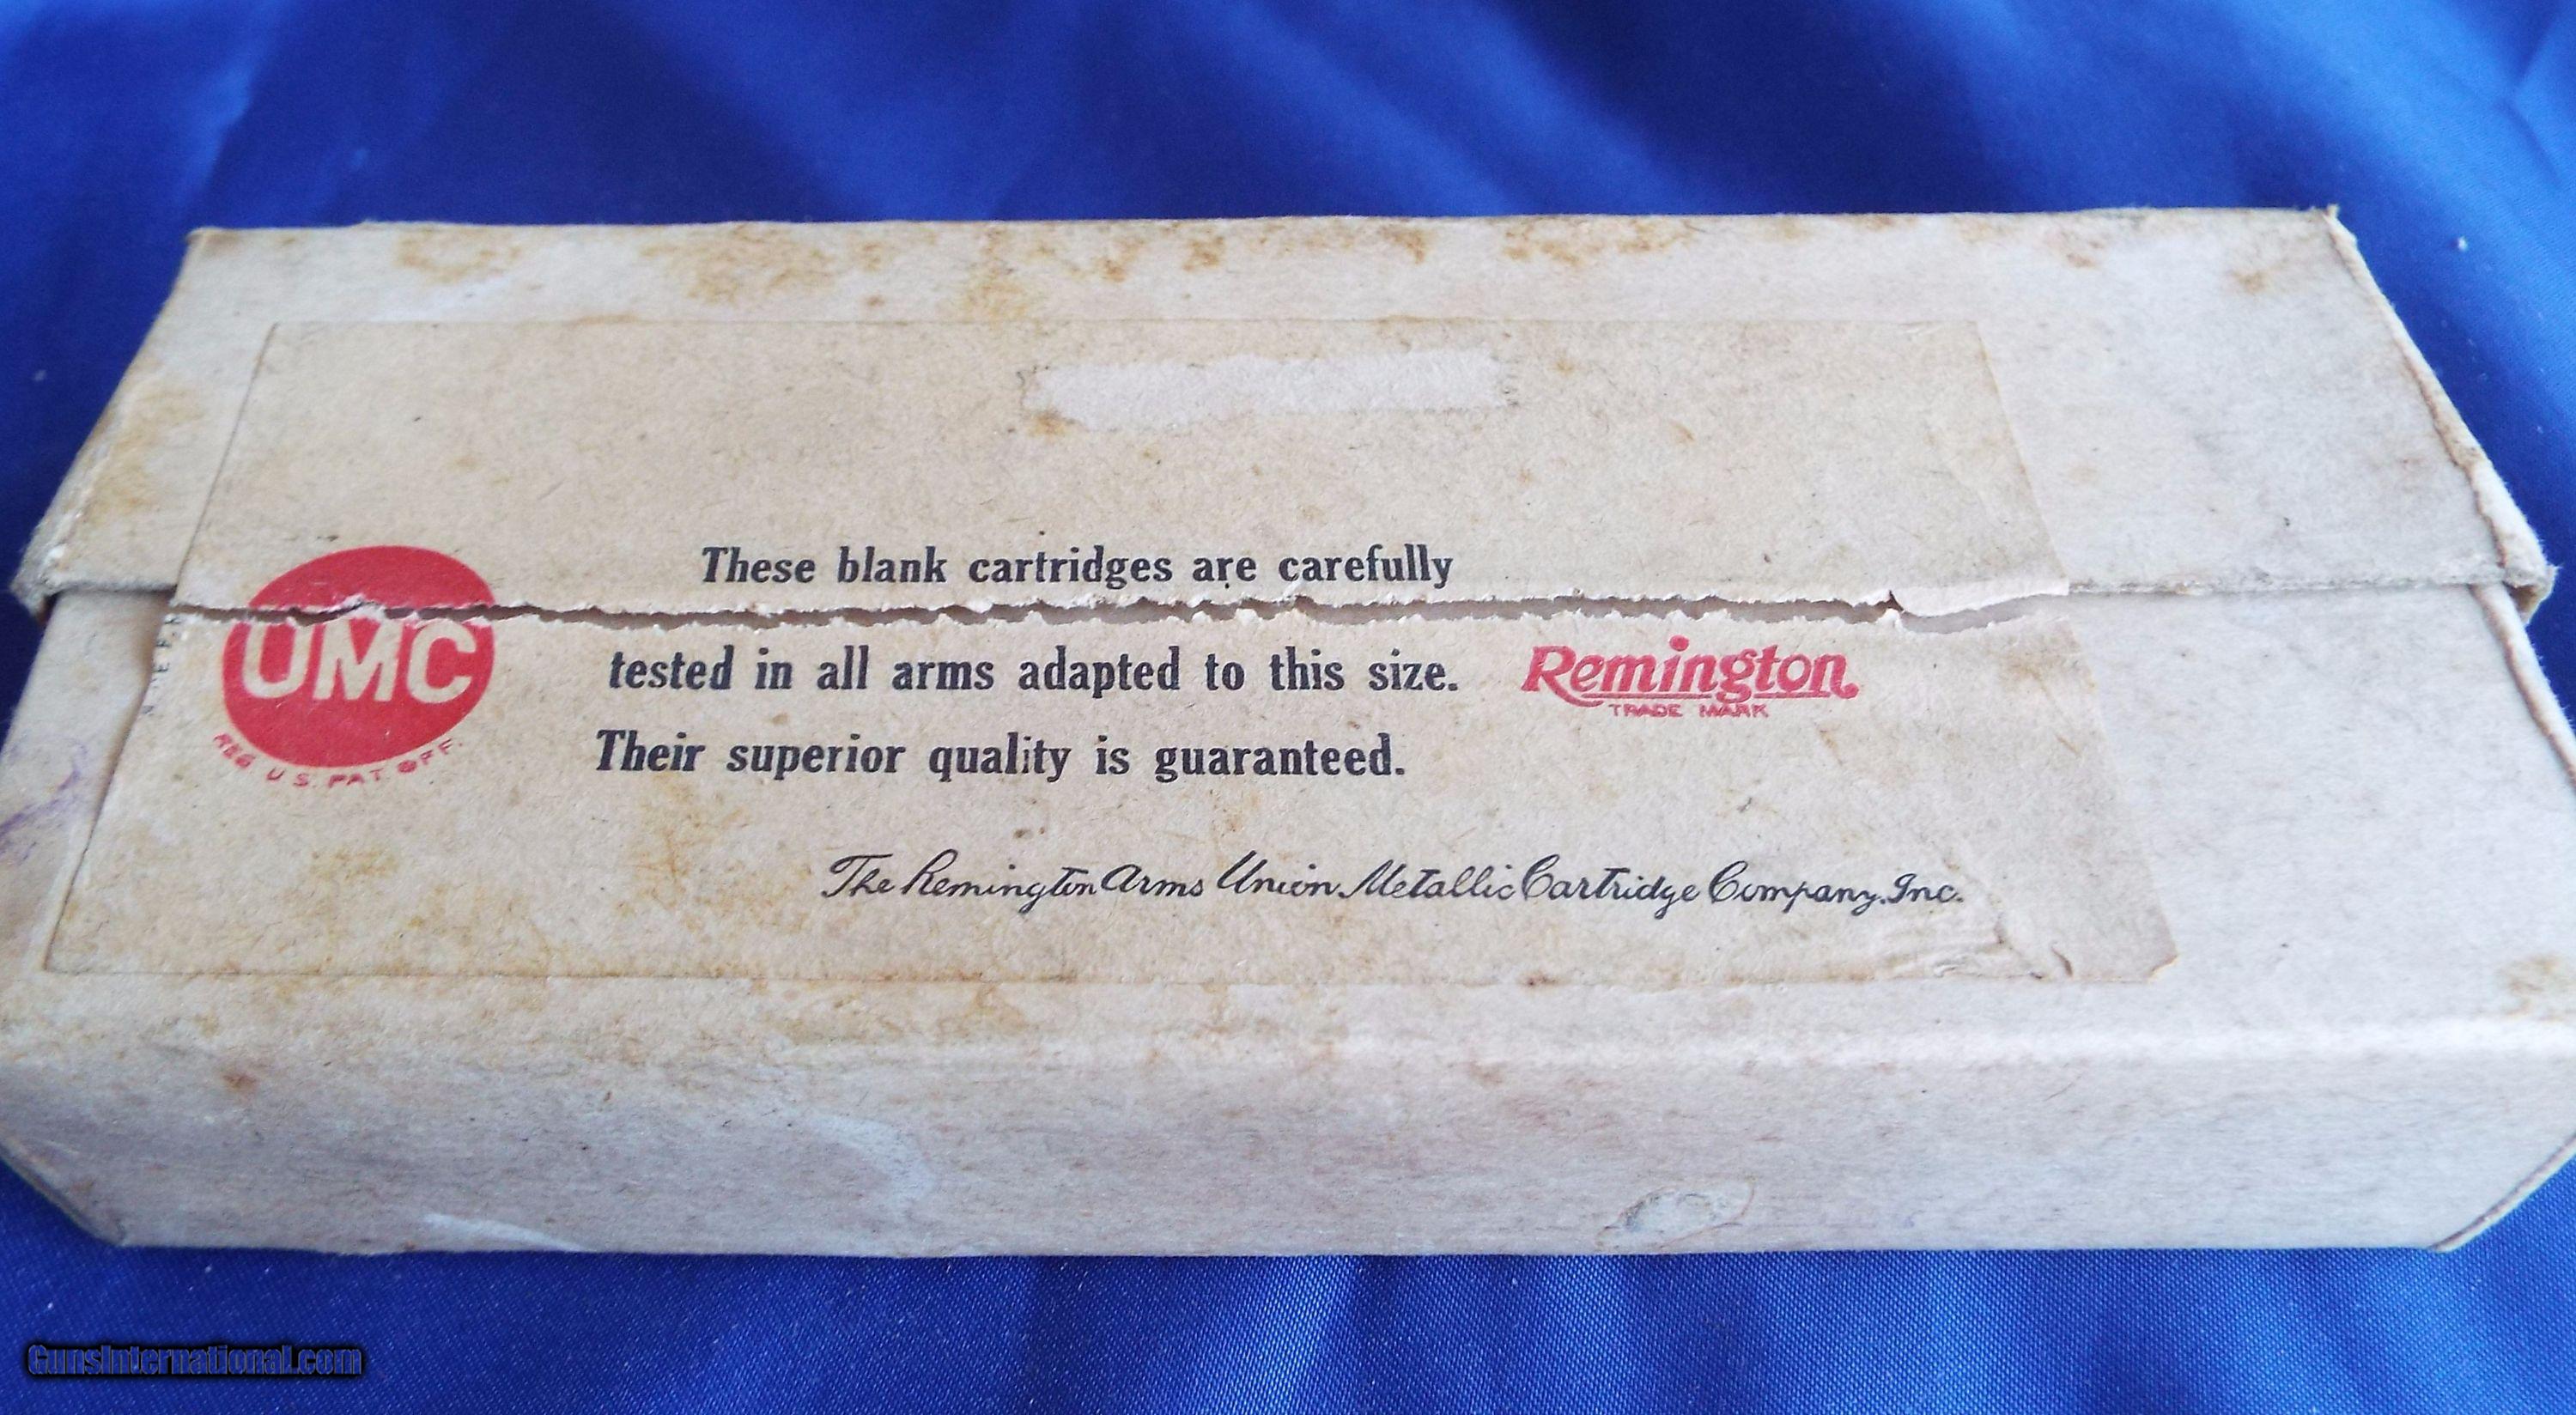 These blank cartridges are carefully
UMC
tested in all arms adapted to this size.
Remington
TRADE MARK
Their superior quality is guaranteed.
REG U.S. PAT. OFF.
The Remington Arms Union Metallic Cartridge Company, Inc.
GunsInternational.com